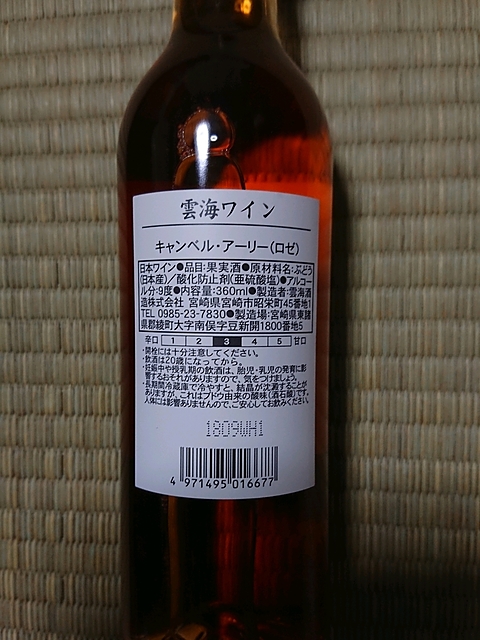 雲海ワイン
キャンベル・アーリー(ロゼ)
日本ワイン●品目:果実酒●原材料名:ぶどう
(日本産)/酸化防止剤(亜硫酸塩)●アルコー
ル分:9度●内容量:360ml●製造者:雲海酒
造株式会社 宮崎県宮崎市昭栄町45番地1
TEL 0985-23-7830●製造場:宮崎県東諸
県郡綾町大字南俣字豆新開1800番地5
辛口 1 2 3 4 5 甘口
・開栓には十分注意してください。
・飲酒は20歳になってから。
・妊娠中や授乳期の飲酒は、胎児・乳児の発育に影
響するおそれがありますので、気をつけましょう。
・長期間冷蔵庫で冷やすと、結晶が沈澱することが
ありますが、これはブドウ由来の酸味(酒石酸)です。
人体には影響ありませんので、ご安心してお飲みください。
1809WH1
4 971495 016677